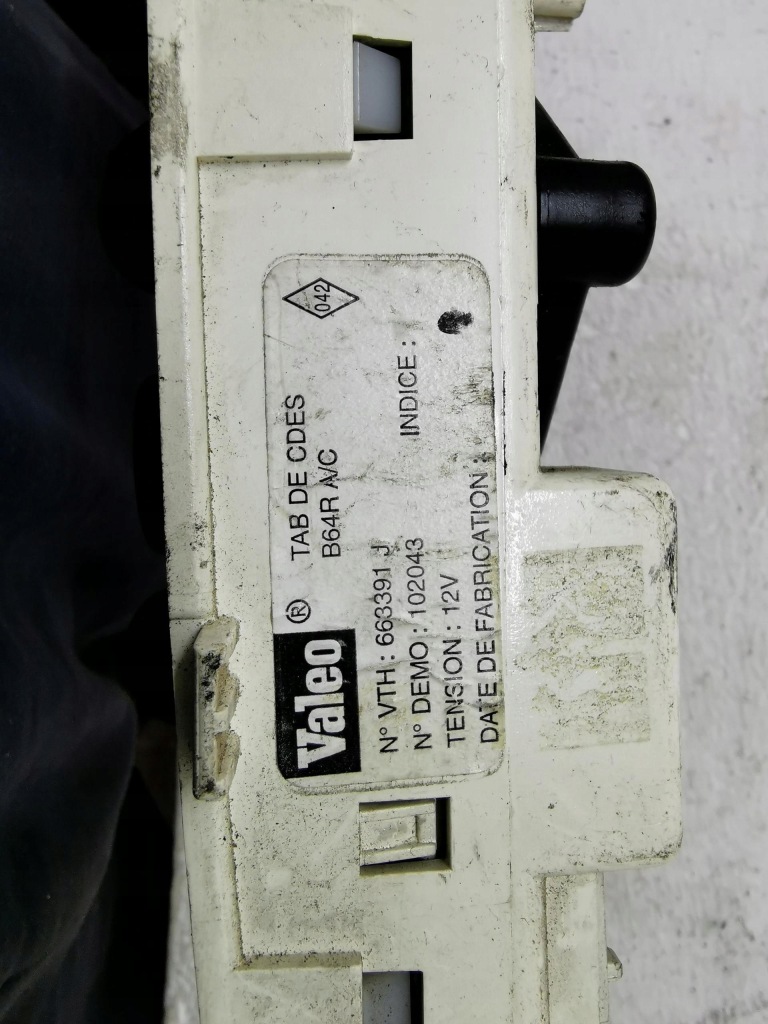 Valeo ® TAB DE CDES
B64R A/C
042
N° VTH : 663391 J
N° DEMO : 102043 INDICE :
TENSION : 12V
DATE DE FABRICATION :